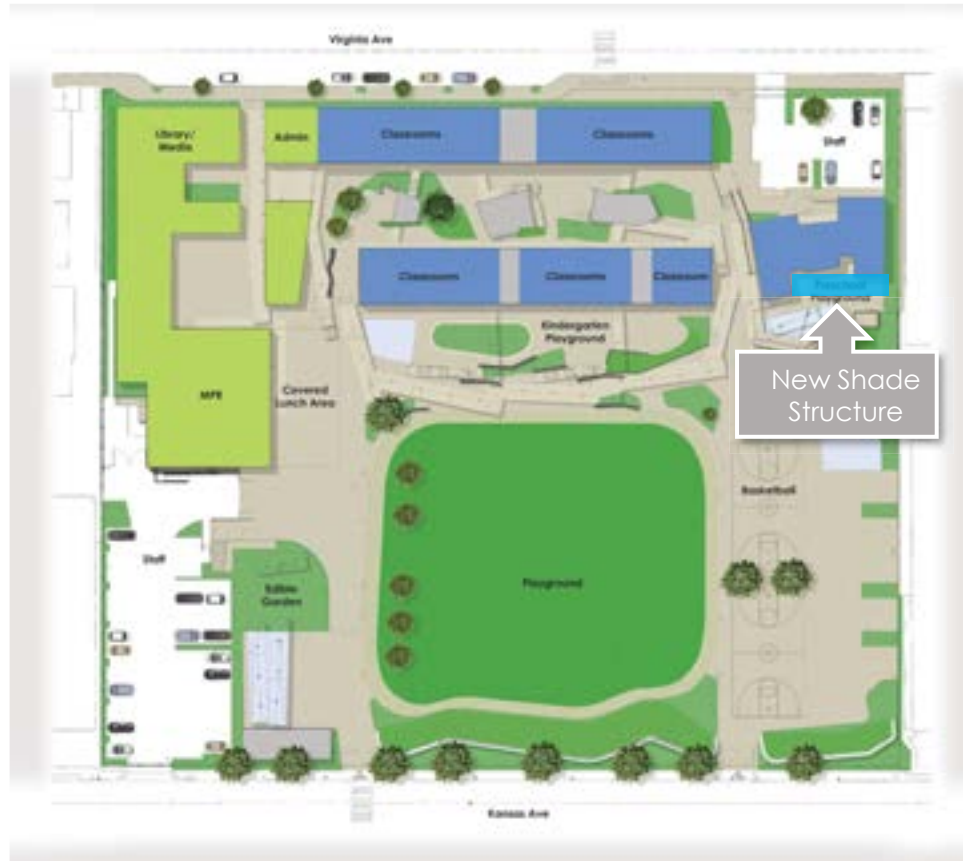 Virginia Ave
Library/
Media
Admin
Classrooms
Classrooms
Staff
Classrooms
Classrooms
Classroom
Preschool
Playground
Kindergarten
Playground
New Shade
Structure
MPR
Covered
Lunch Area
Basketball
Staff
Edible
Garden
Playground
Kansas Ave